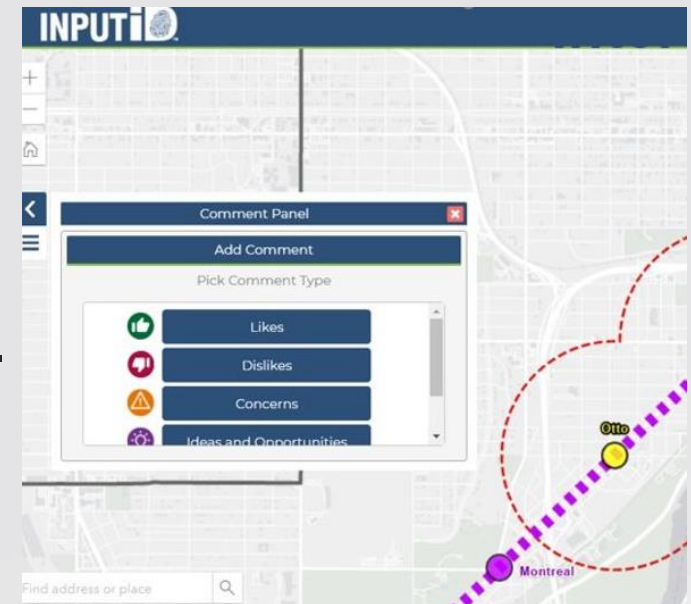 INPUTiD
Comment Panel
Add Comment
Pick Comment Type
Likes
Dislikes
Concerns
Ideas and Opportunities
Otto
Montreal
Find address or place